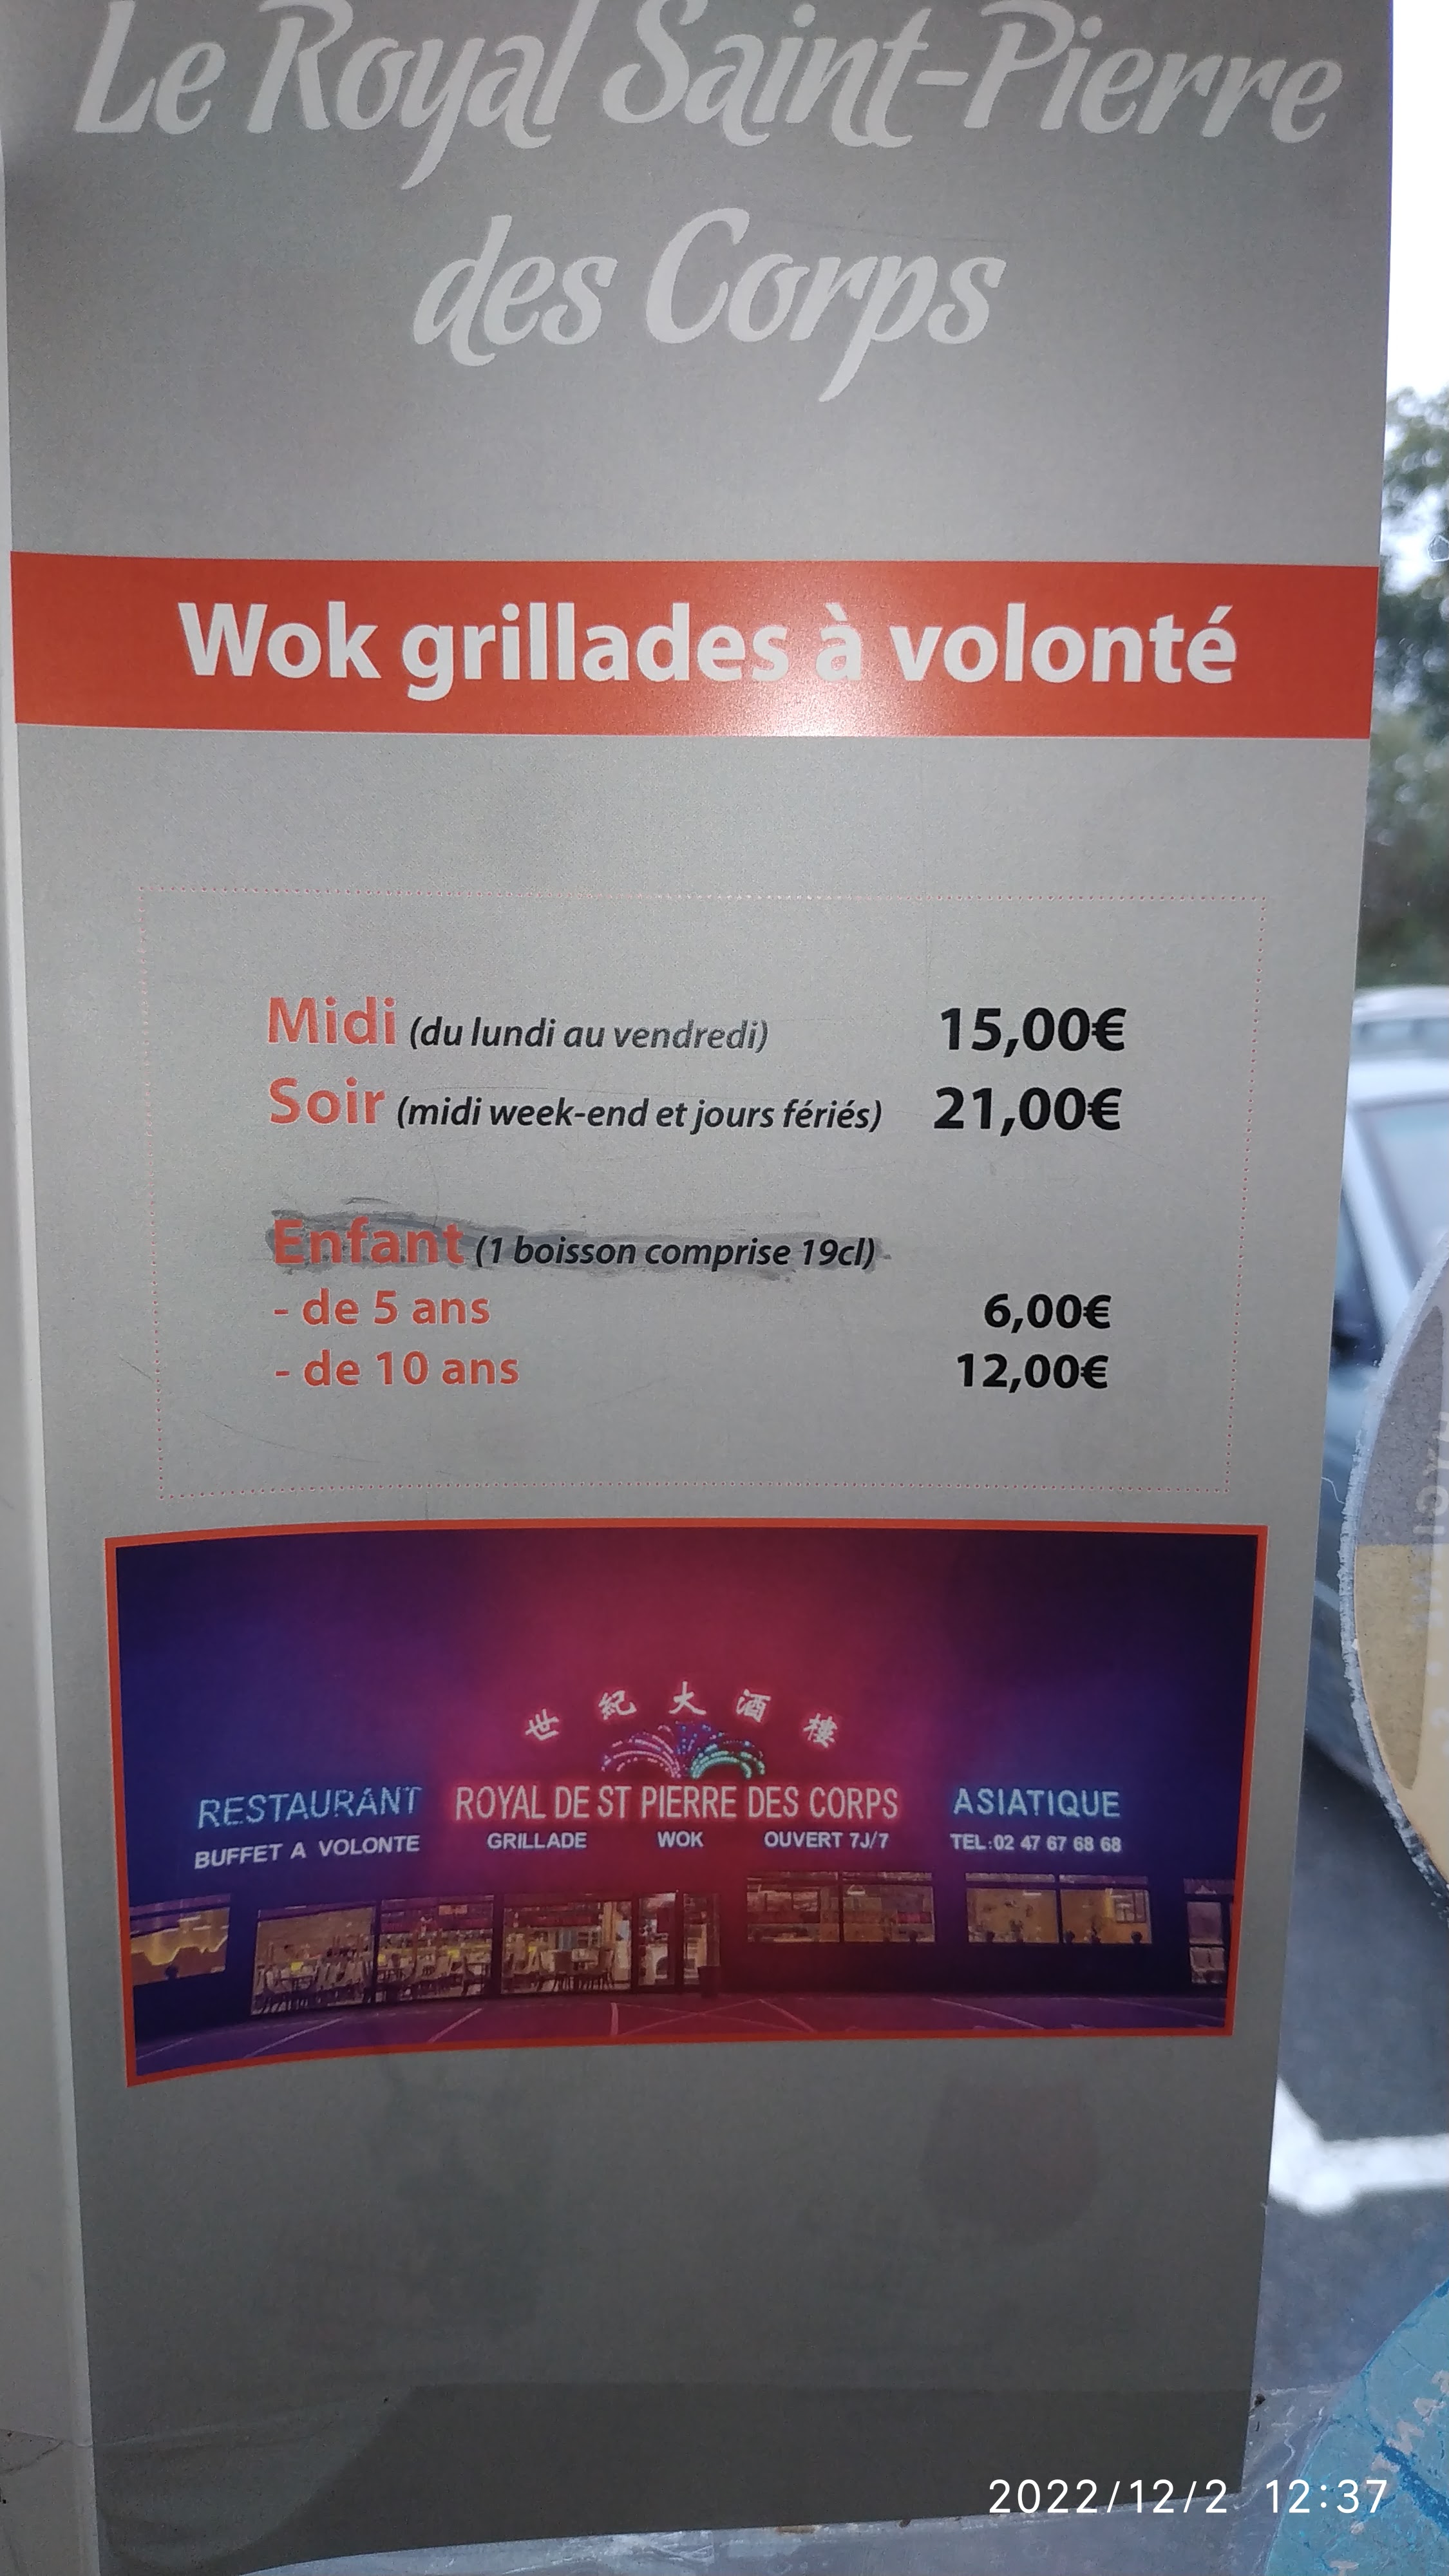 Le Royal Saint-Pierre
des Corps
Wok grillades à volonté
Midi (du lundi au vendredi) 15,00€
Soir (midi week-end et jours fériés) 21,00€
Enfant (1 boisson comprise 19cl)
- de 5 ans 6,00€
- de 10 ans 12,00€
世紀大酒樓
RESTAURANT ROYAL DE ST PIERRE DES CORPS ASIATIQUE
BUFFET A VOLONTE GRILLADE WOK OUVERT 7J/7 TEL:02 47 67 68 68
2022/12/2 12:37